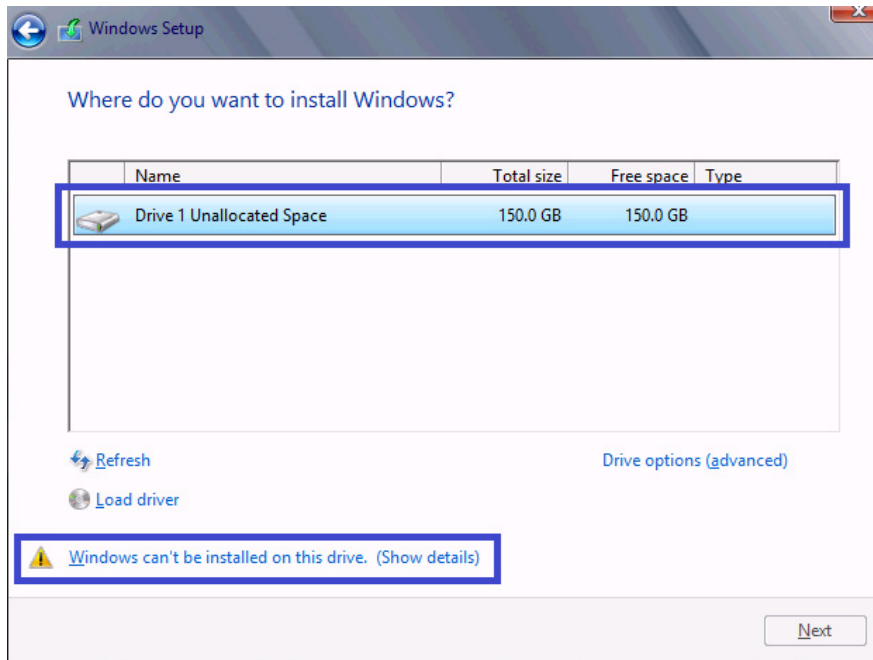 Windows Setup
Where do you want to install Windows?
Name Total size Free space Type
Drive 1 Unallocated Space 150.0 GB 150.0 GB
Refresh Drive options (advanced)
Load driver
Windows can't be installed on this drive. (Show details)
Next